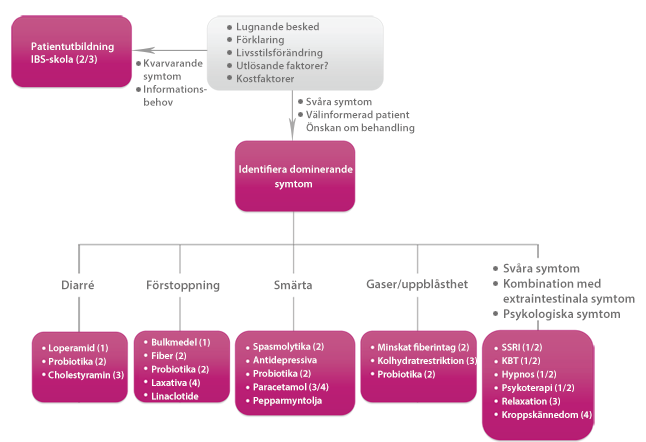 Patientutbildning
IBS-skola (2/3)
• Lugnande besked
• Förklaring
• Livsstilsförändring
• Utlösande faktorer?
• Kostfaktorer
• Kvarvarande
symtom
• Informations-
behov
• Svåra symtom
• Välinformerad patient
Önskan om behandling
Identifiera dominerande
symtom
Diarré
• Loperamid (1)
• Probiotika (2)
• Cholestyramin (3)
Förstoppning
• Bulkmedel (1)
• Fiber (2)
• Probiotika (2)
• Laxativa (4)
• Linaclotide
Smärta
• Spasmolytika (2)
• Antidepressiva
Probiotika (2)
• Paracetamol (3/4)
• Pepparmyntolja
Gaser/uppblåsthet
• Minskat fiberintag (2)
• Kolhydratrestriktion (3)
• Probiotika (2)
• Svåra symtom
• Kombination med
extraintestinala symtom
• Psykologiska symtom
• SSRI (1/2)
• KBT (1/2)
• Hypnos (1/2)
• Psykoterapi (1/2)
• Relaxation (3)
• Kroppskännedom (4)